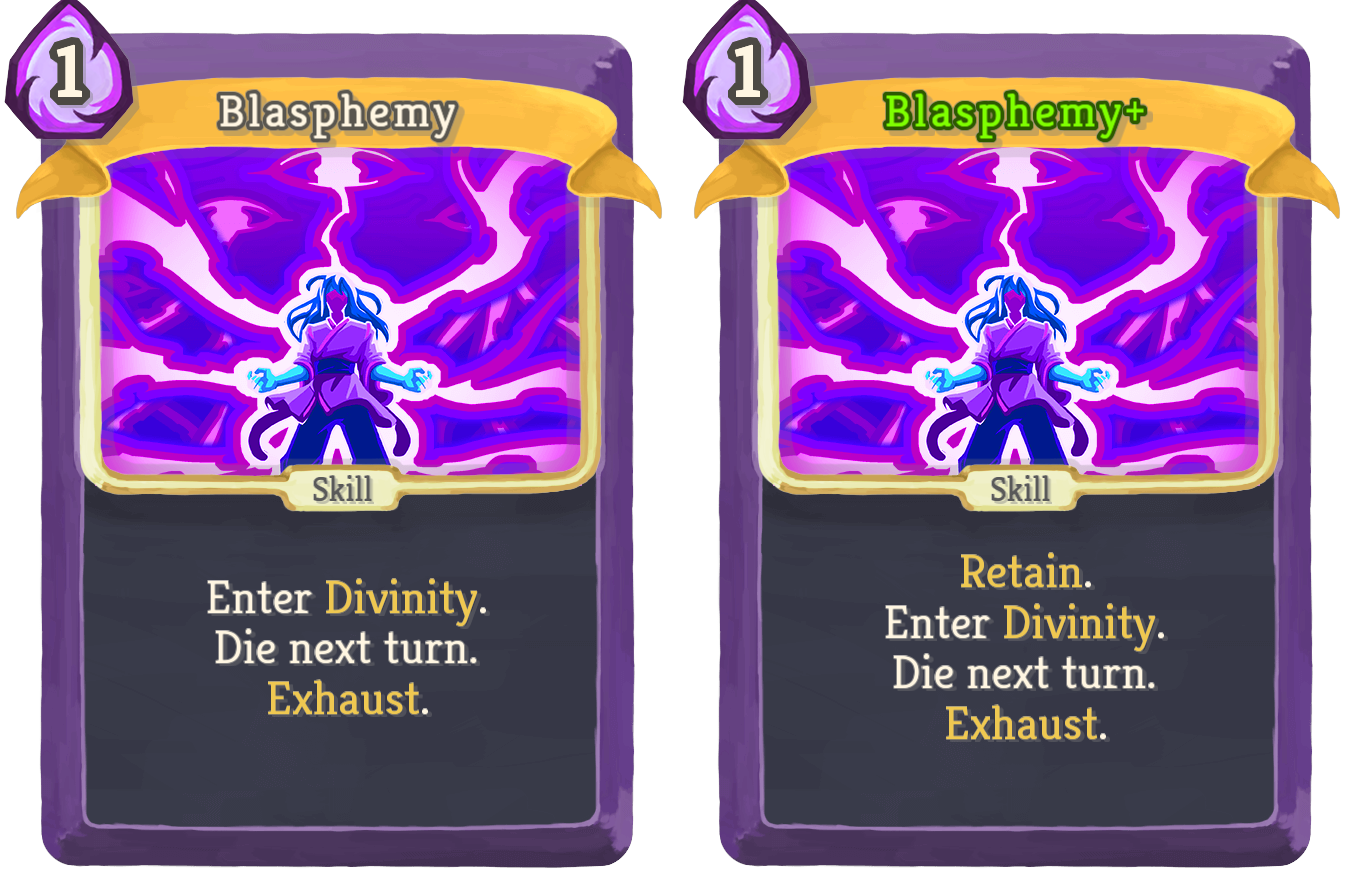 1
Blasphemy
Skill
Enter Divinity.
Die next turn.
Exhaust.
1
Blasphemy+
Skill
Retain.
Enter Divinity.
Die next turn.
Exhaust.